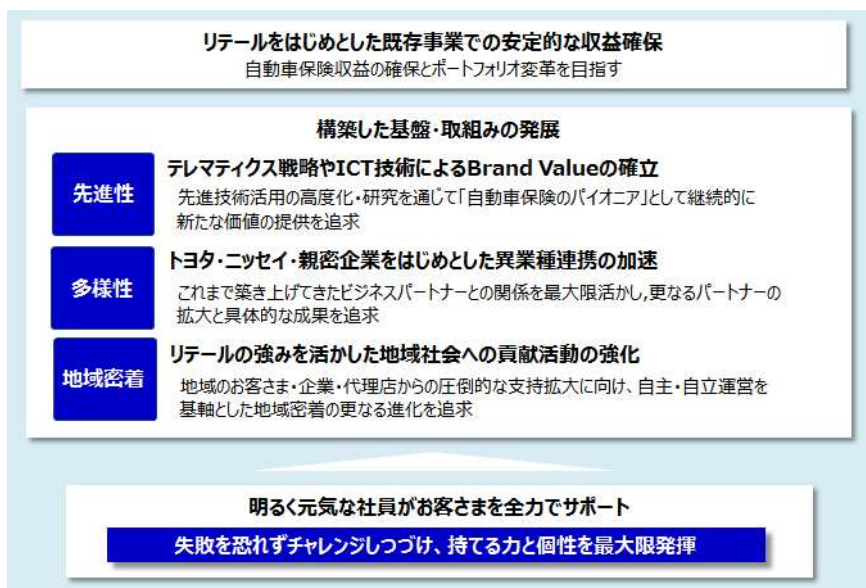 リテールをはじめとした既存事業での安定的な収益確保
自動車保険収益の確保とポートフォリオ変革を目指す
構築した基盤・取組みの発展
先進性
テレマティクス戦略やICT技術によるBrand Valueの確立
先進技術活用の高度化・研究を通じて「自動車保険のパイオニア」として継続的に
新たな価値の提供を追求
多様性
トヨタ・ニッセイ・親密企業をはじめとした異業種連携の加速
これまで築き上げてきたビジネスパートナーとの関係を最大限活かし,更なるパートナーの
拡大と具体的な成果を追求
地域密着
リテールの強みを活かした地域社会への貢献活動の強化
地域のお客さま・企業・代理店からの圧倒的な支持拡大に向け、自主・自立運営を
基軸とした地域密着の更なる進化を追求
明るく元気な社員がお客さまを全力でサポート
失敗を恐れずチャレンジしつづけ、持てる力と個性を最大限発揮